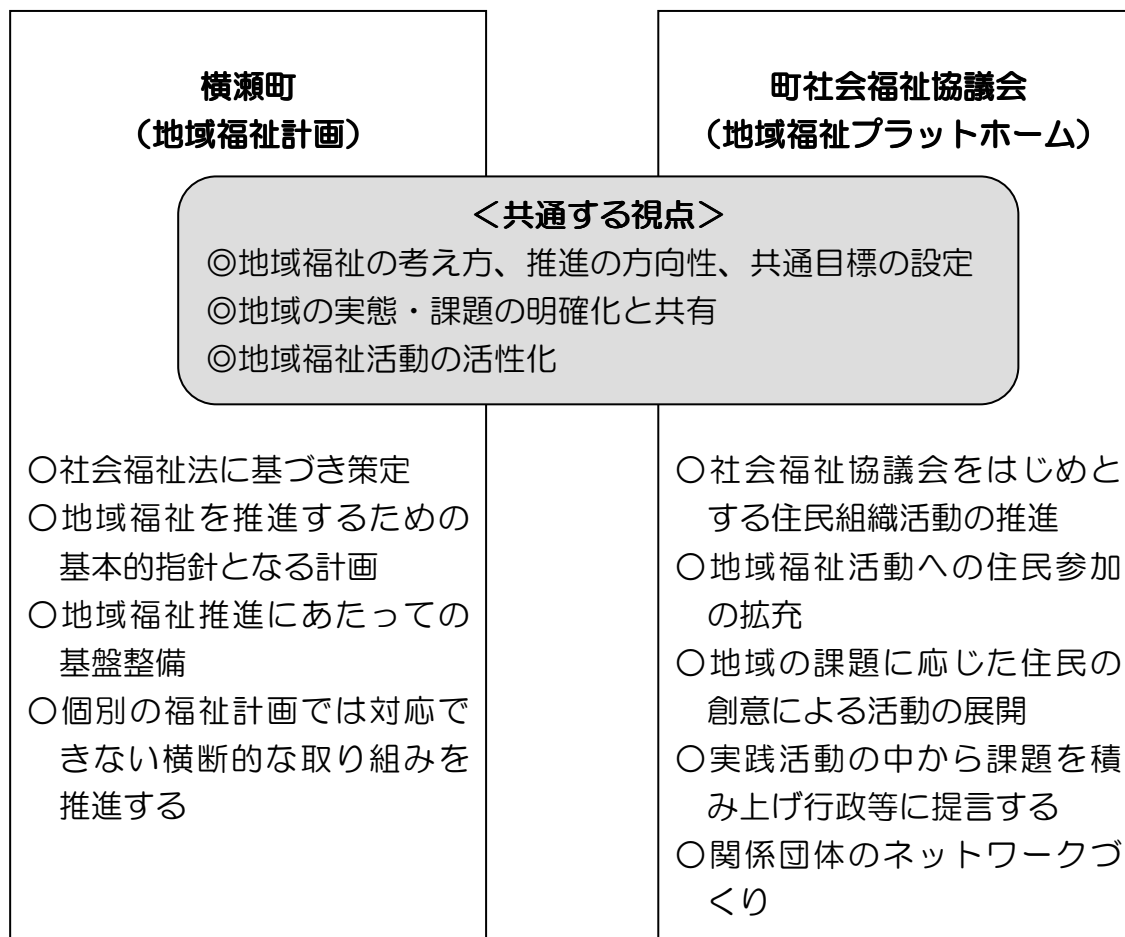 横瀬町
（地域福祉計画）
町社会福祉協議会
（地域福祉プラットホーム）
＜共通する視点＞
◎地域福祉の考え方、推進の方向性、共通目標の設定
◎地域の実態・課題の明確化と共有
◎地域福祉活動の活性化
○社会福祉法に基づき策定
○地域福祉を推進するための
基本的指針となる計画
○地域福祉推進にあたっての
基盤整備
○個別の福祉計画では対応で
きない横断的な取り組みを
推進する
○社会福祉協議会をはじめと
する住民組織活動の推進
○地域福祉活動への住民参加
の拡充
○地域の課題に応じた住民の
創意による活動の展開
○実践活動の中から課題を積
み上げ行政等に提言する
○関係団体のネットワークづ
くり